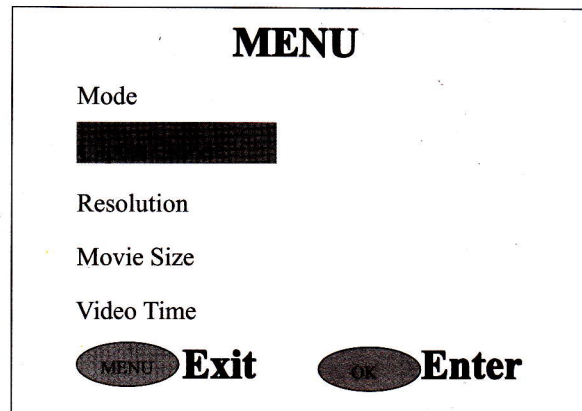 MENU
Mode
Resolution
Movie Size
Video Time
MENU Exit OK Enter